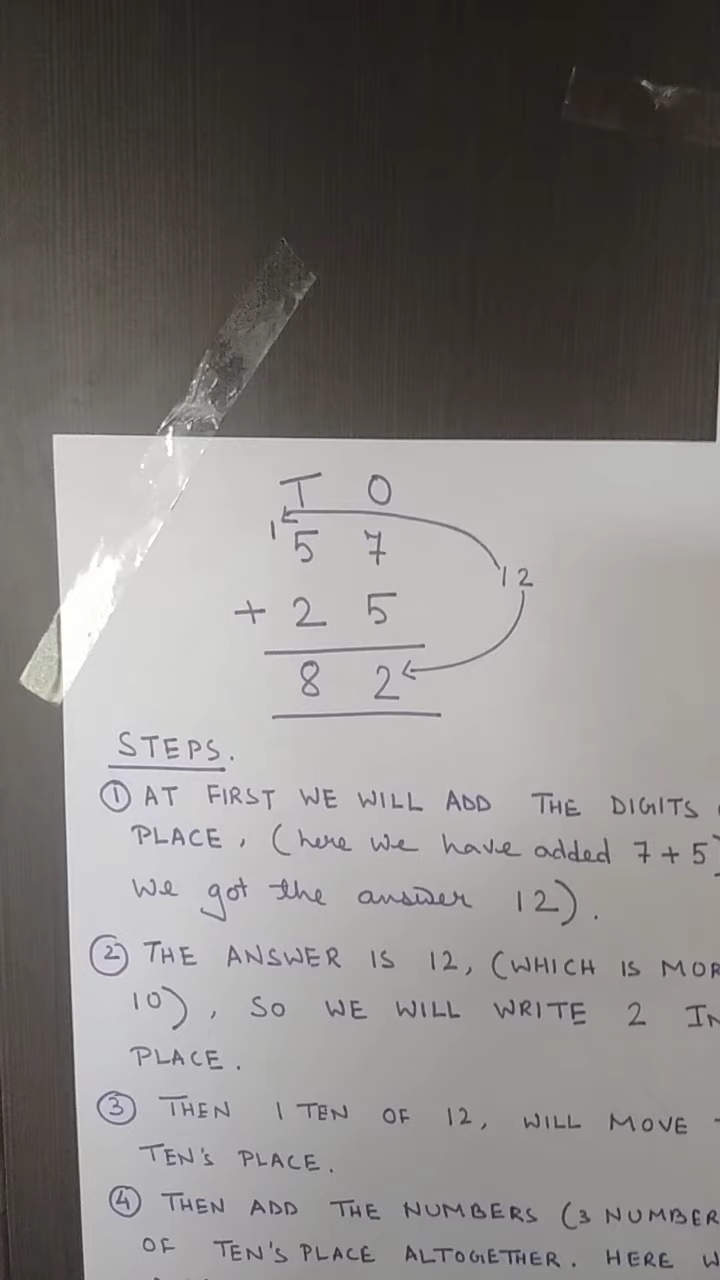 T O
1
5 7
12
+ 2 5
8 2
STEPS.
① AT FIRST WE WILL ADD THE DIGITS
PLACE, (here we have added 7+5)
we got the answer 12).
② THE ANSWER IS 12, (WHICH IS MOR
10), SO WE WILL WRITE 2 IN
PLACE.
③ THEN 1 TEN OF 12, WILL MOVE
TEN'S PLACE.
④ THEN ADD THE NUMBERS (3 NUMBER
OF TEN'S PLACE ALTOGETHER. HERE W